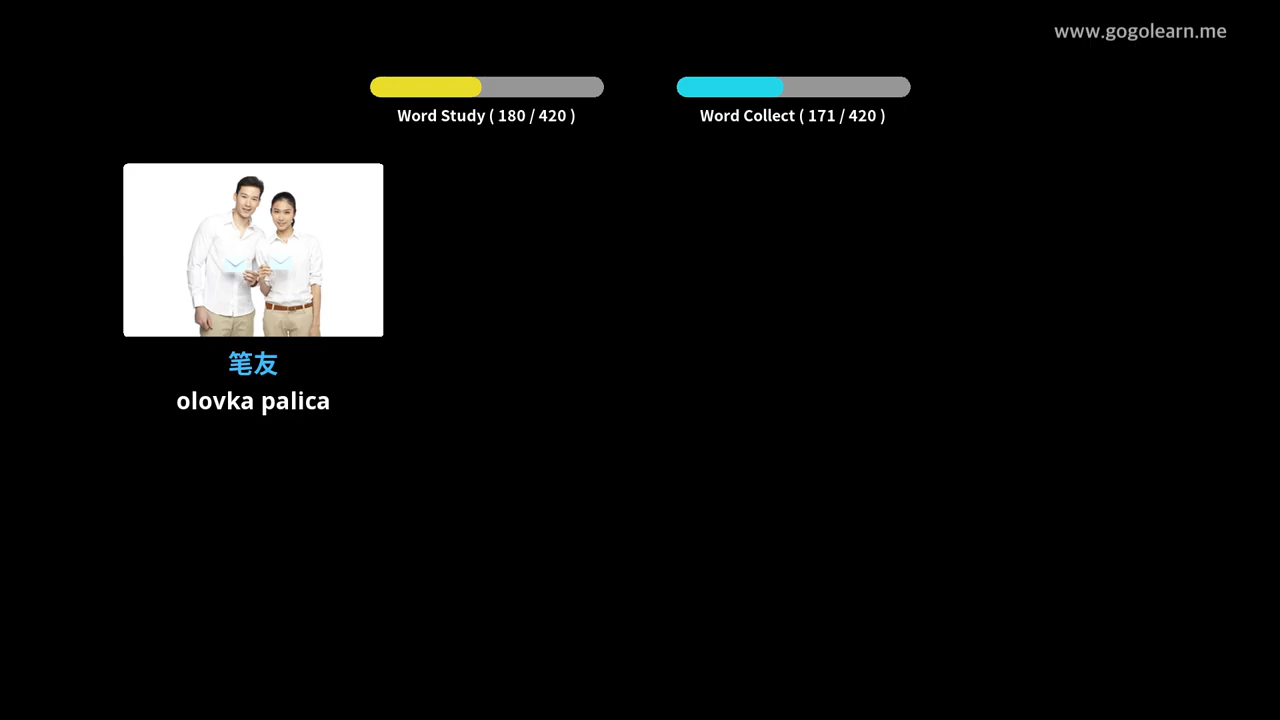 www.gogolearn.me
Word Study ( 180 / 420 )
Word Collect ( 171 / 420 )
笔友
olovka palica